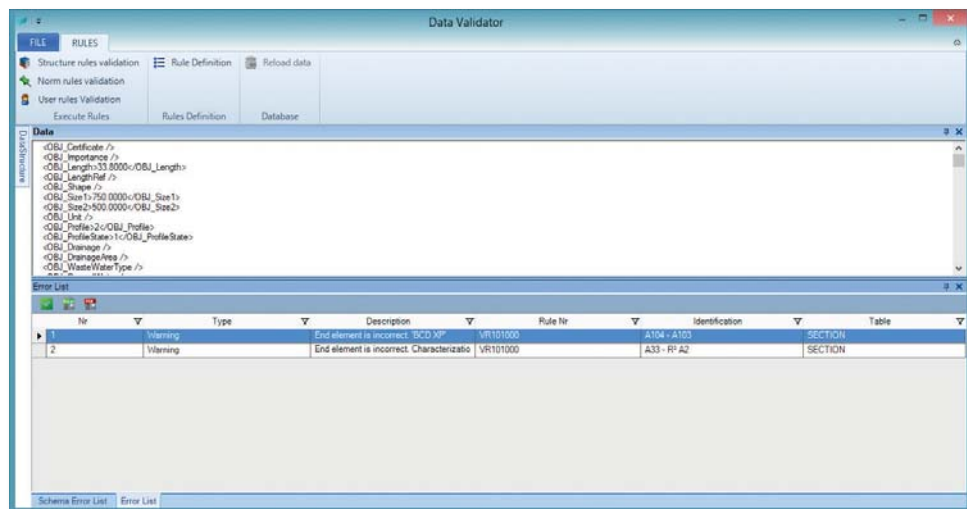 Data Validator
FILE RULES
Structure rules validation Rule Definition Reload data
Norm rules validation
User rules Validation
Execute Rules Rules Definition Database
DataStructure
Data
<OBJ_Certificate />
<OBJ_Importance />
<OBJ_Length>33.8000</OBJ_Length>
<OBJ_LengthRef />
<OBJ_Shape />
<OBJ_Size1>750.0000</OBJ_Size1>
<OBJ_Size2>500.0000</OBJ_Size2>
<OBJ_Unit />
<OBJ_Profile>2</OBJ_Profile>
<OBJ_ProfileState>1</OBJ_ProfileState>
<OBJ_Drainage />
<OBJ_DrainageArea />
<OBJ_WasteWaterType />
Error List
Nr Type Description Rule Nr Identification Table
1 Warning End element is incorrect. 'BCD XP' VR101000 A104 - A103 SECTION
2 Warning End element is incorrect. Characterizatio VR101000 A33 - A2 SECTION
Schema Error List Error List